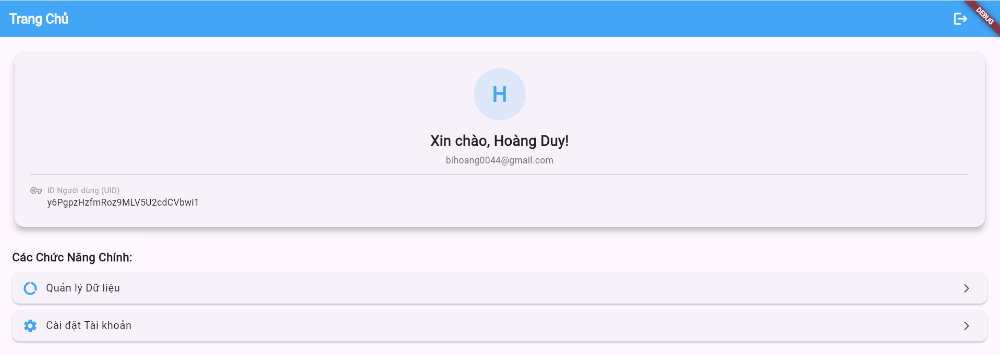 Trang Chủ
DEBUG
H
Xin chào, Hoàng Duy!
bihoang0044@gmail.com
ID Người dùng (UID)
y6PgpzHzfmRoz9MLV5U2cdCVbwi1
Các Chức Năng Chính:
Quản lý Dữ liệu
Cài đặt Tài khoản